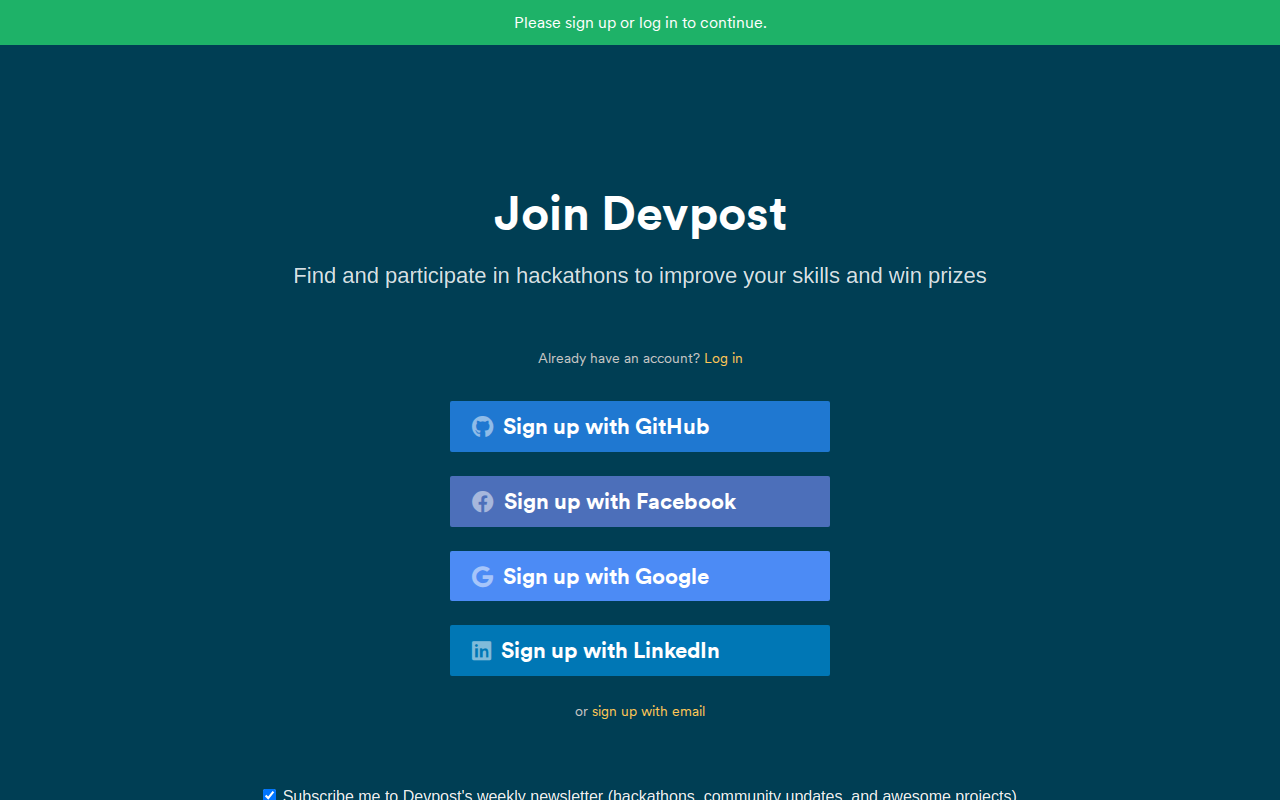 Please sign up or log in to continue.
Join Devpost
Find and participate in hackathons to improve your skills and win prizes
Already have an account? Log in
Sign up with GitHub
Sign up with Facebook
Sign up with Google
Sign up with LinkedIn
or sign up with email
Subscribe me to Devpost's weekly newsletter (hackathons, community updates, and awesome projects)